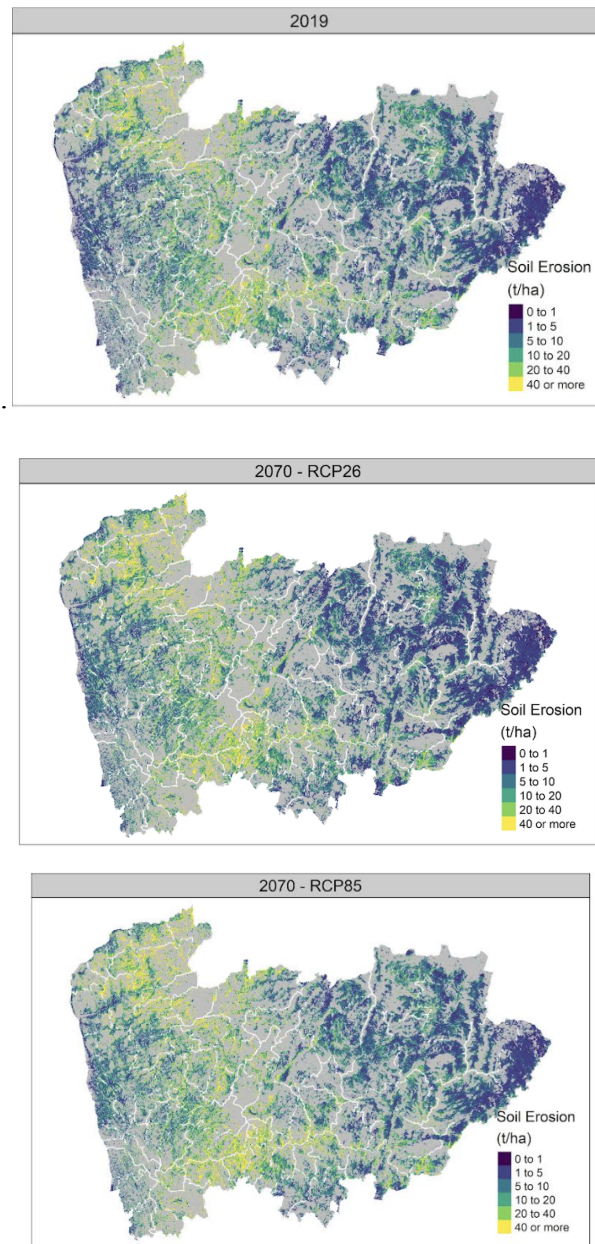 2019
Soil Erosion
(t/ha)
0 to 1
1 to 5
5 to 10
10 to 20
20 to 40
40 or more
.
2070 - RCP26
Soil Erosion
(t/ha)
0 to 1
1 to 5
5 to 10
10 to 20
20 to 40
40 or more
2070 - RCP85
Soil Erosion
(t/ha)
0 to 1
1 to 5
5 to 10
10 to 20
20 to 40
40 or more